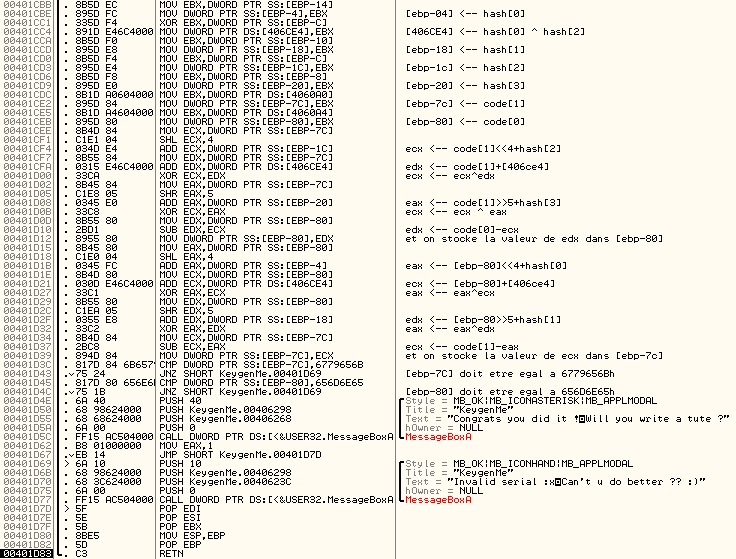 00401CBB . 8B5D EC MOV EBX,DWORD PTR SS:[EBP-14]
00401CBE . 895D FC MOV DWORD PTR SS:[EBP-4],EBX [ebp-04] <-- hash[0]
00401CC1 . 335D F4 XOR EBX,DWORD PTR SS:[EBP-C]
00401CC4 . 891D E46C4000 MOV DWORD PTR DS:[406CE4],EBX [406CE4] <-- hash[0] ^ hash[2]
00401CCA . 8B5D F0 MOV EBX,DWORD PTR SS:[EBP-10]
00401CCD . 895D E8 MOV DWORD PTR SS:[EBP-18],EBX [ebp-18] <-- hash[1]
00401CD0 . 8B5D F4 MOV EBX,DWORD PTR SS:[EBP-C]
00401CD3 . 895D E4 MOV DWORD PTR SS:[EBP-1C],EBX [ebp-1c] <-- hash[2]
00401CD6 . 8B5D F8 MOV EBX,DWORD PTR SS:[EBP-8]
00401CD9 . 895D E0 MOV DWORD PTR SS:[EBP-20],EBX [ebp-20] <-- hash[3]
00401CDC . 8B1D A0604000 MOV EBX,DWORD PTR DS:[4060A0]
00401CE2 . 895D 84 MOV DWORD PTR SS:[EBP-7C],EBX [ebp-7c] <-- code[1]
00401CE5 . 8B1D A4604000 MOV EBX,DWORD PTR DS:[4060A4]
00401CEB . 895D 80 MOV DWORD PTR SS:[EBP-80],EBX [ebp-80] <-- code[0]
00401CEE . 8B4D 84 MOV ECX,DWORD PTR SS:[EBP-7C]
00401CF1 . C1E1 04 SHL ECX,4
00401CF4 . 034D E4 ADD ECX,DWORD PTR SS:[EBP-1C] ecx <-- code[1]<<4+hash[2]
00401CF7 . 8B55 84 MOV EDX,DWORD PTR SS:[EBP-7C]
00401CFA . 0315 E46C4000 ADD EDX,DWORD PTR DS:[406CE4] edx <-- code[1]+[406ce4]
00401D00 . 33CA XOR ECX,EDX ecx <-- ecx^edx
00401D02 . 8B45 84 MOV EAX,DWORD PTR SS:[EBP-7C]
00401D05 . C1E8 05 SHR EAX,5
00401D08 . 0345 E0 ADD EAX,DWORD PTR SS:[EBP-20] eax <-- code[1]>>5+hash[3]
00401D0B . 33C8 XOR ECX,EAX ecx <-- ecx ^ eax
00401D0D . 8B55 80 MOV EDX,DWORD PTR SS:[EBP-80]
00401D10 . 2BD1 SUB EDX,ECX edx <-- code[0]-ecx
00401D12 . 8955 80 MOV DWORD PTR SS:[EBP-80],EDX et on stocke la valeur de edx dans [ebp-80]
00401D15 . 8B45 80 MOV EAX,DWORD PTR SS:[EBP-80]
00401D18 . C1E0 04 SHL EAX,4
00401D1B . 0345 FC ADD EAX,DWORD PTR SS:[EBP-4] eax <-- [ebp-80]<<4+hash[0]
00401D1E . 8B4D 80 MOV ECX,DWORD PTR SS:[EBP-80]
00401D21 . 030D E46C4000 ADD ECX,DWORD PTR DS:[406CE4] ecx <-- [ebp-80]+[406ce4]
00401D27 . 33C1 XOR EAX,ECX eax <-- eax^ecx
00401D29 . 8B55 80 MOV EDX,DWORD PTR SS:[EBP-80]
00401D2C . C1EA 05 SHR EDX,5
00401D2F . 0355 E8 ADD EDX,DWORD PTR SS:[EBP-18] edx <-- [ebp-80]>>5+hash[1]
00401D32 . 33C2 XOR EAX,EDX eax <-- eax^edx
00401D34 . 8B4D 84 MOV ECX,DWORD PTR SS:[EBP-7C]
00401D37 . 2BC8 SUB ECX,EAX ecx <-- code[1]-eax
00401D39 . 894D 84 MOV DWORD PTR SS:[EBP-7C],ECX et on stocke la valeur de ecx dans [ebp-7c]
00401D3C . 817D 84 6B657 CMP DWORD PTR SS:[EBP-7C],6779656B [ebp-7C] doit etre egal a 6779656Bh
00401D43 . 75 24 JNZ SHORT KeygenMe.00401D69
00401D45 . 817D 80 656E6 CMP DWORD PTR SS:[EBP-80],656D6E65 [ebp-80] doit etre egal a 656D6E65h
00401D4C . 75 1B JNZ SHORT KeygenMe.00401D69
00401D4E . 6A 40 PUSH 40 Style = MB_OK|MB_ICONASTERISK|MB_APPLMODAL
00401D50 . 68 98624000 PUSH KeygenMe.00406298 Title = "KeygenMe"
00401D55 . 68 68624000 PUSH KeygenMe.00406268 Text = "Congrats you did it !Will you write a tute ?"
00401D5A . 6A 00 PUSH 0 hOwner = NULL
00401D5C . FF15 AC504000 CALL DWORD PTR DS:[<&USER32.MessageBoxA MessageBoxA
00401D62 . B8 01000000 MOV EAX,1
00401D67 . EB 14 JMP SHORT KeygenMe.00401D7D
00401D69 > 6A 10 PUSH 10 Style = MB_OK|MB_ICONHAND|MB_APPLMODAL
00401D6B . 68 98624000 PUSH KeygenMe.00406298 Title = "KeygenMe"
00401D70 . 68 3C624000 PUSH KeygenMe.0040623C Text = "Invalid serial :xCan't u do better ?? :)"
00401D75 . 6A 00 PUSH 0 hOwner = NULL
00401D77 . FF15 AC504000 CALL DWORD PTR DS:[<&USER32.MessageBoxA MessageBoxA
00401D7D > 5F POP EDI
00401D7E . 5E POP ESI
00401D7F . 5B POP EBX
00401D80 . 8BE5 MOV ESP,EBP
00401D82 . 5D POP EBP
00401D83 . C3 RETN